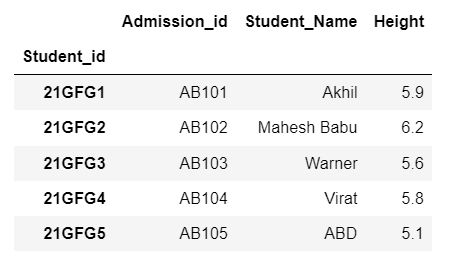 Admission_id Student_Name Height
Student_id
21GFG1 AB101 Akhil 5.9
21GFG2 AB102 Mahesh Babu 6.2
21GFG3 AB103 Warner 5.6
21GFG4 AB104 Virat 5.8
21GFG5 AB105 ABD 5.1